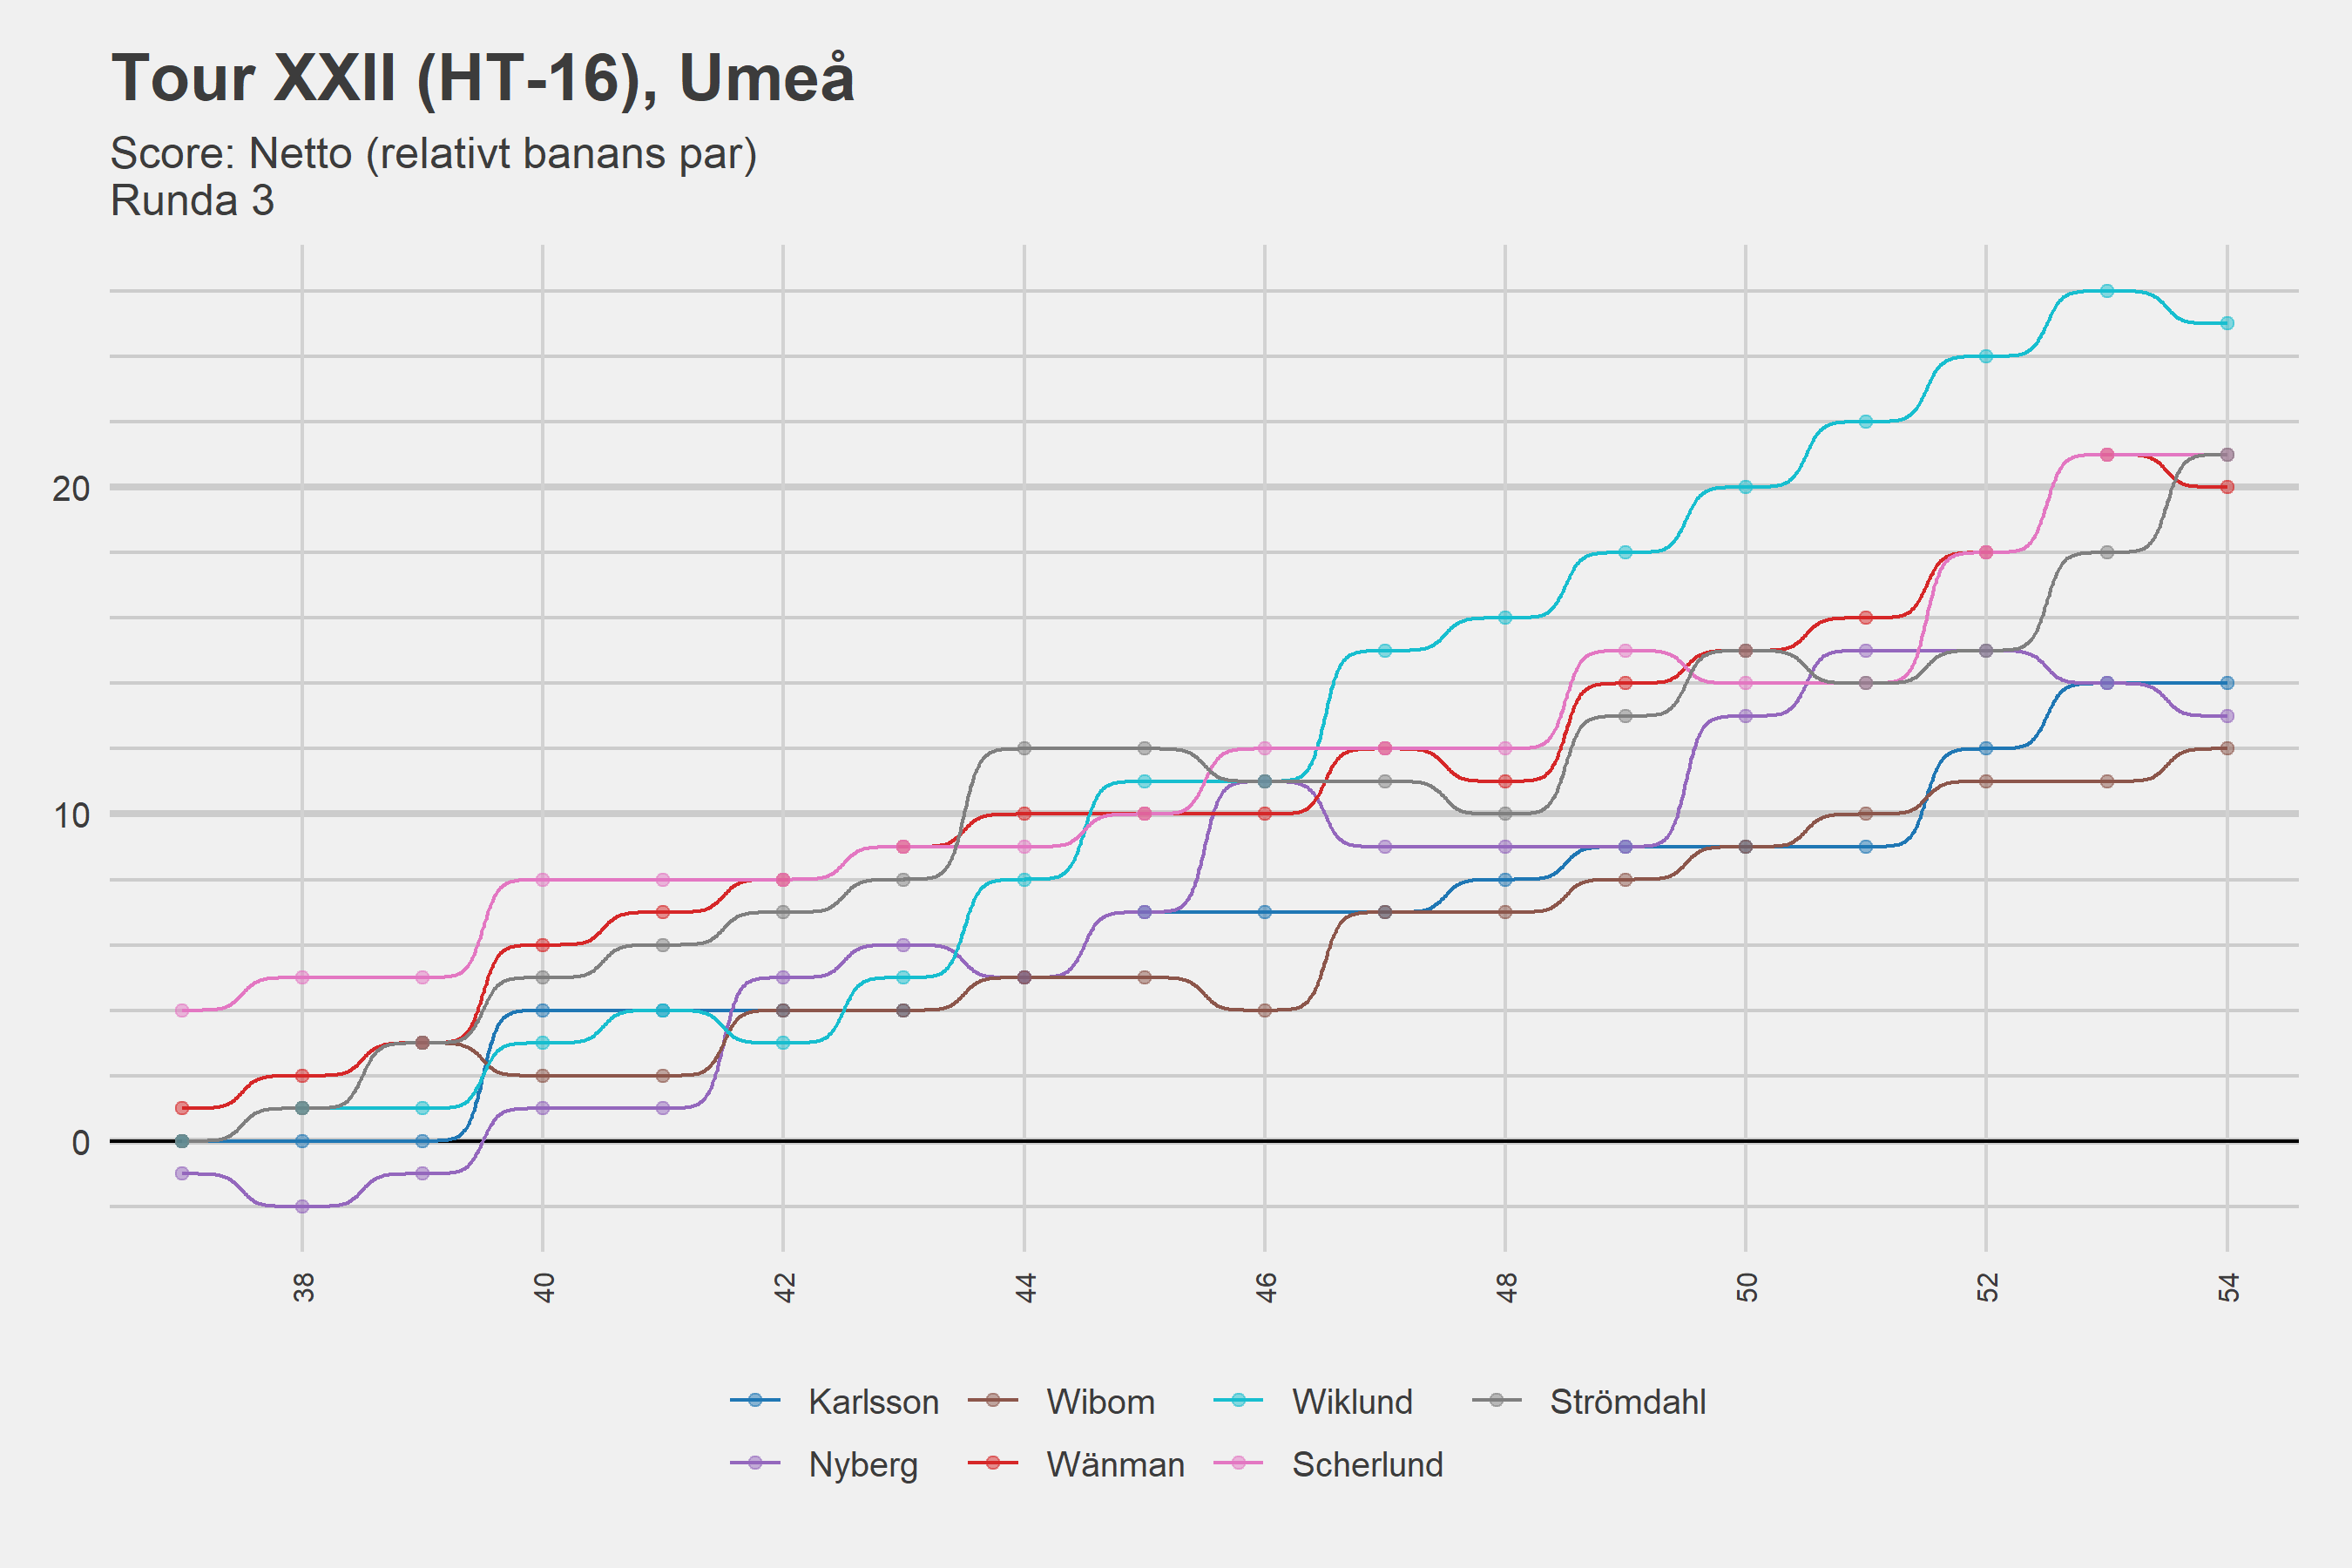 Tour XXII (HT-16), Umeå
Score: Netto (relativt banans par)
Runda 3
20
10
0
38 40 42 44 46 48 50 52 54
Karlsson Wibom Wiklund Strömdahl
Nyberg Wänman Scherlund